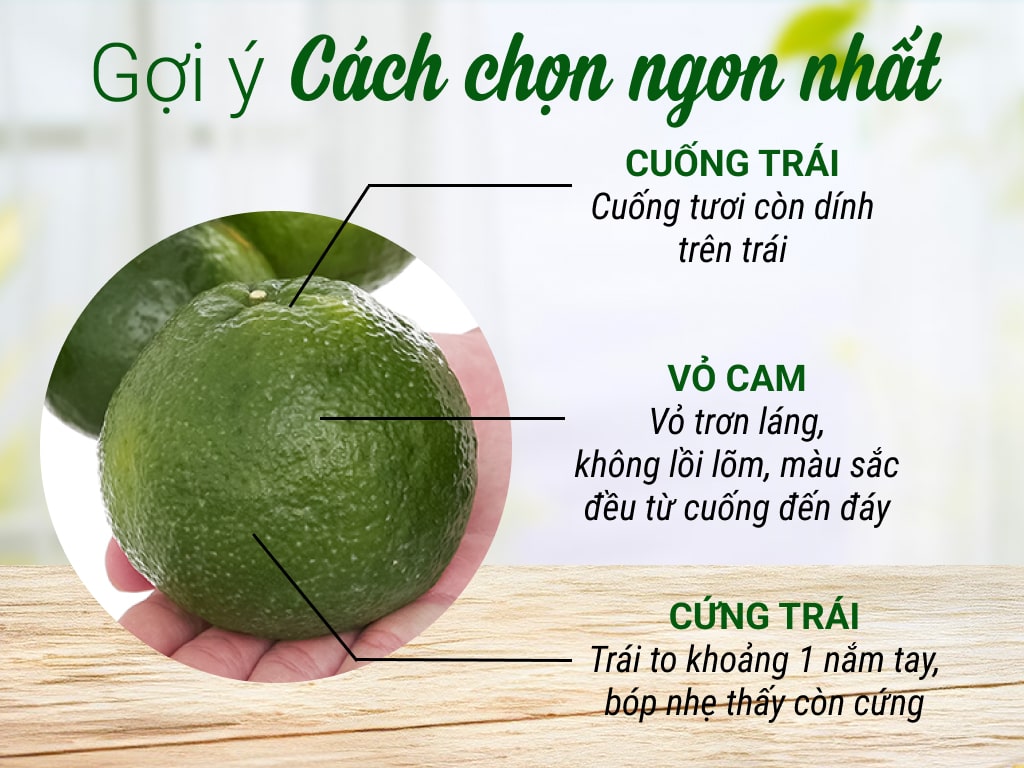 Gợi ý Cách chọn ngon nhất
CUỐNG TRÁI
Cuống tươi còn dính
trên trái
VỎ CAM
Vỏ trơn láng,
không lồi lõm, màu sắc
đều từ cuống đến đáy
CỨNG TRÁI
Trái to khoảng 1 nắm tay,
bóp nhẹ thấy còn cứng